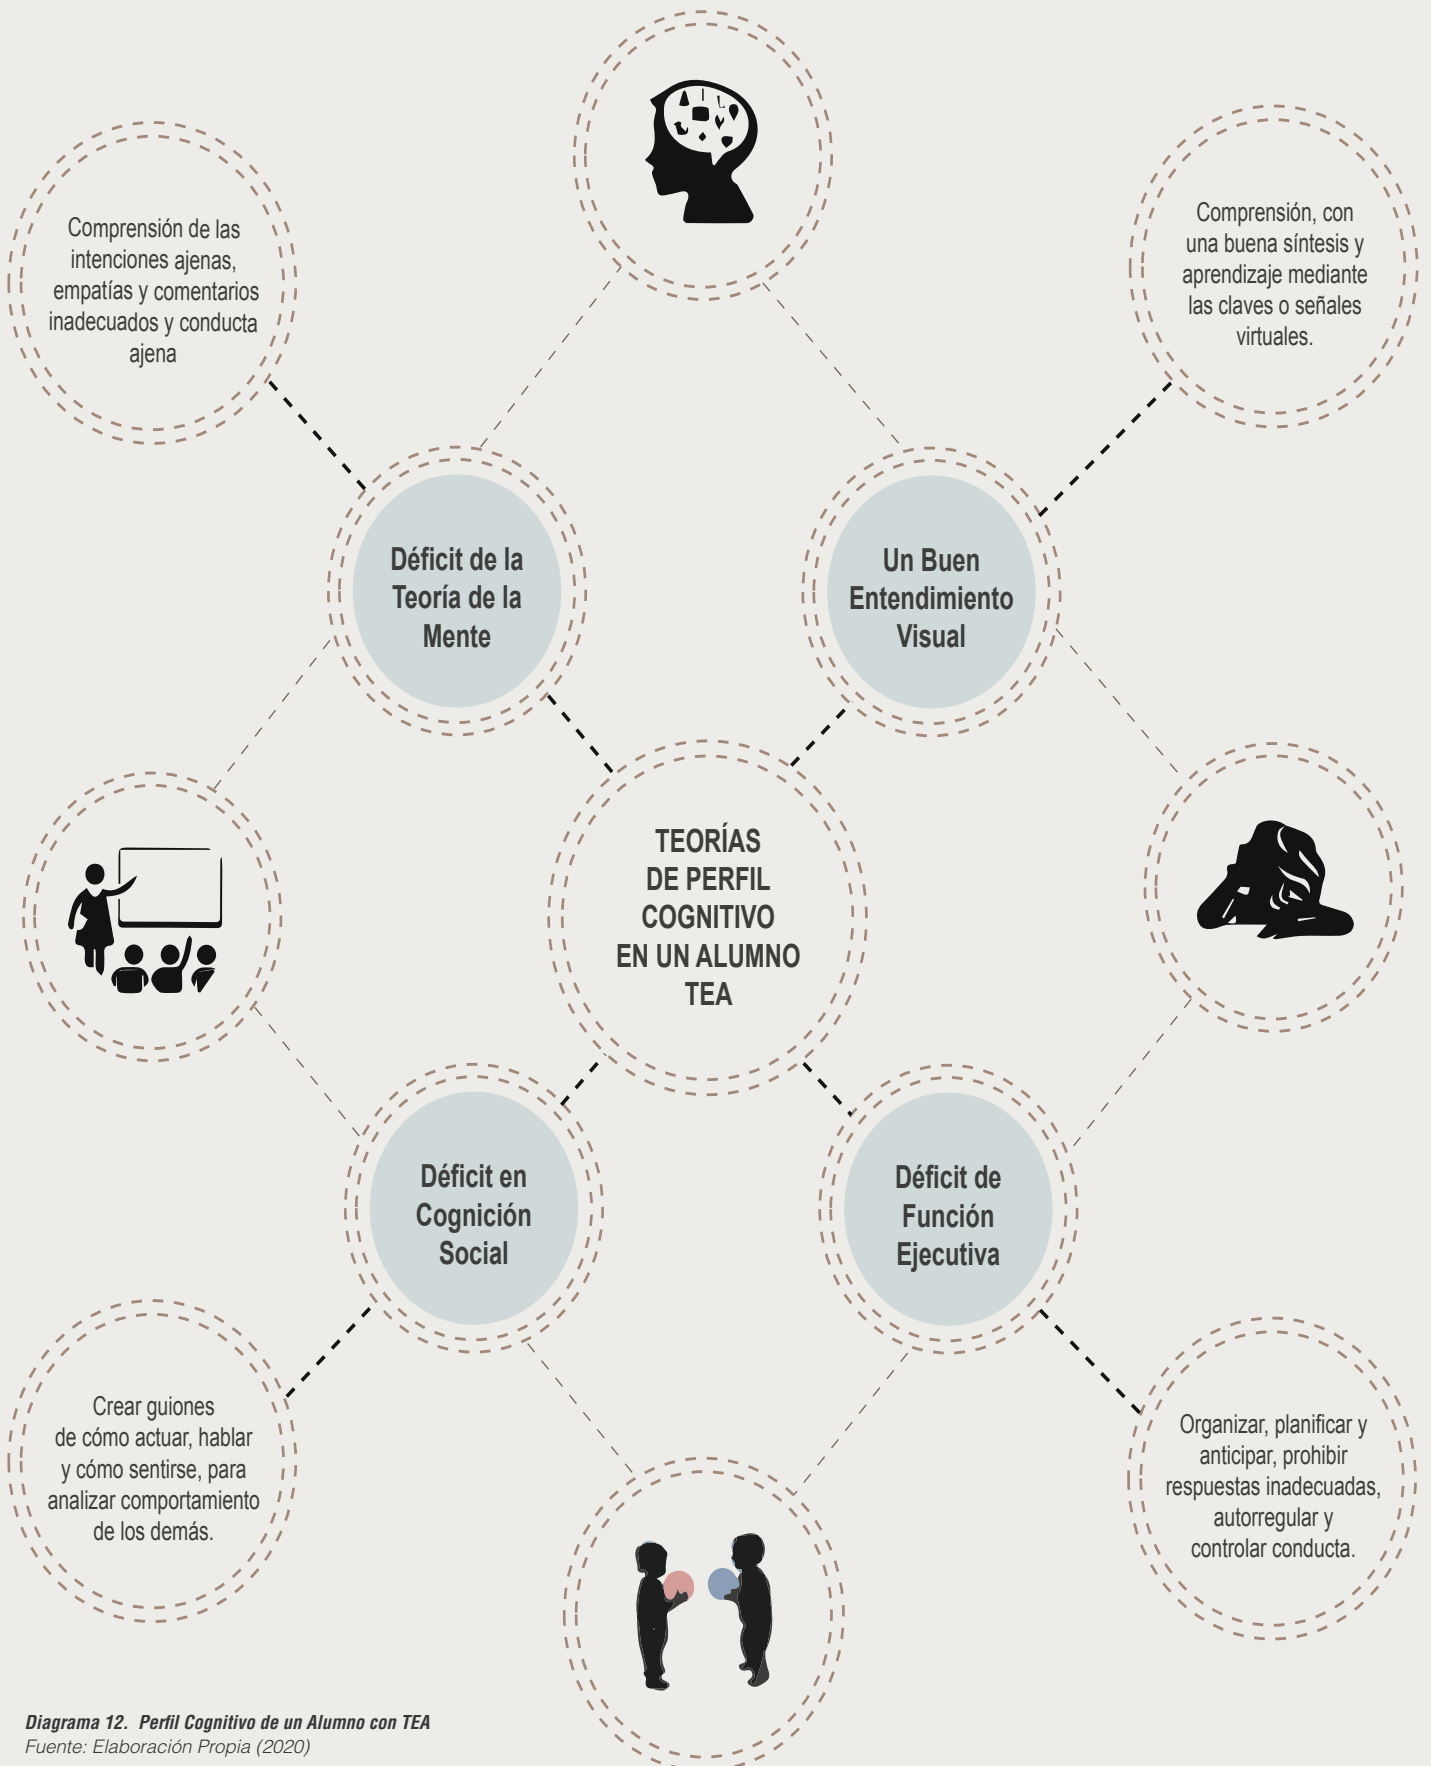 Comprensión de las
intenciones ajenas,
empatías y comentarios
inadecuados y conducta
ajena
Comprensión, con
una buena síntesis y
aprendizaje mediante
las claves o señales
virtuales.
Déficit de la
Teoría de la
Mente
Un Buen
Entendimiento
Visual
TEORÍAS
DE PERFIL
COGNITIVO
EN UN ALUMNO
TEA
Déficit en
Cognición
Social
Déficit de
Función
Ejecutiva
Crear guiones
de cómo actuar, hablar
y cómo sentirse, para
analizar comportamiento
de los demás.
Organizar, planificar y
anticipar, prohibir
respuestas inadecuadas,
autorregular y
controlar conducta.
Diagrama 12. Perfil Cognitivo de un Alumno con TEA
Fuente: Elaboración Propia (2020)